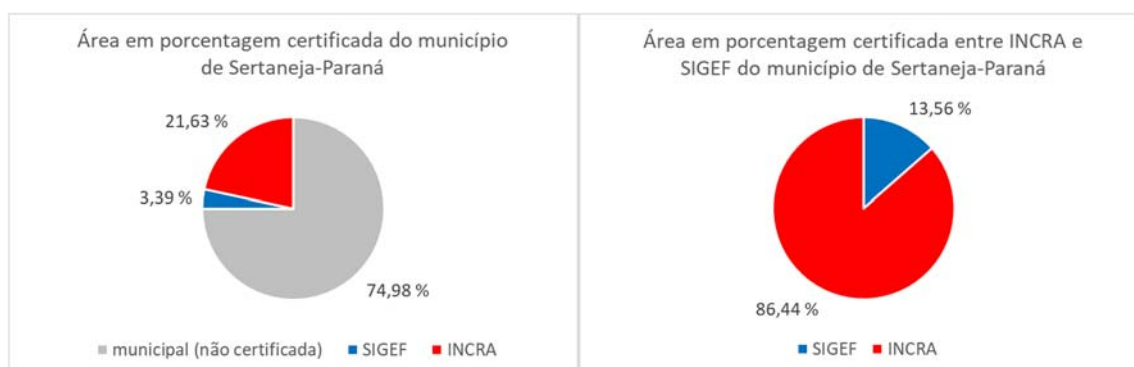 Área em porcentagem certificada do município
de Sertaneja-Paraná
21,63 %
3,39 %
74,98 %
municipal (não certificada) SIGEF INCRA
Área em porcentagem certificada entre INCRA e
SIGEF do município de Sertaneja-Paraná
13,56 %
86,44 %
SIGEF INCRA